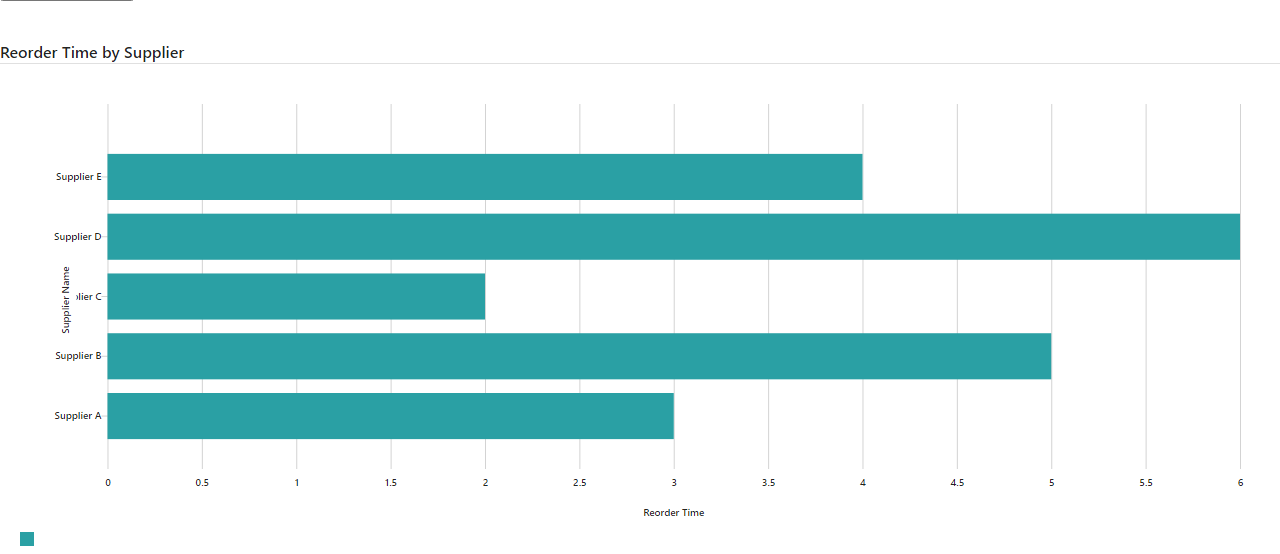 Reorder Time by Supplier
Supplier E
Supplier D
Supplier Name
plier C
Supplier B
Supplier A
0 0.5 1 1.5 2 2.5 3 3.5 4 4.5 5 5.5 6
Reorder Time